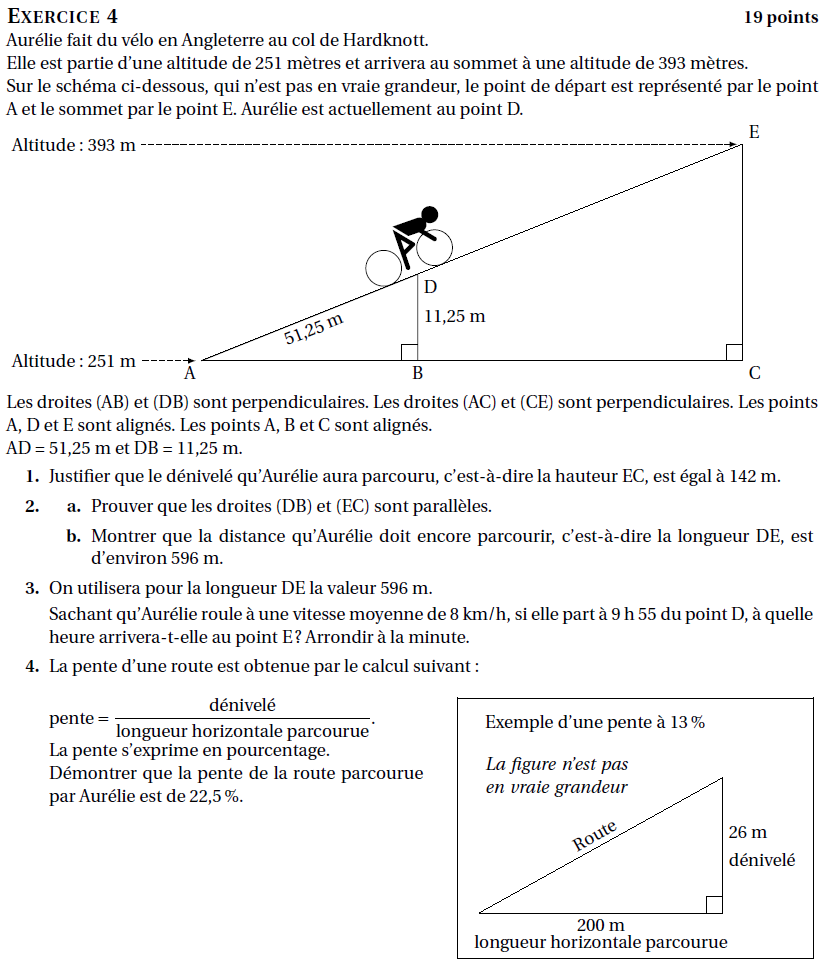 EXERCICE 4 19 points
Aurélie fait du vélo en Angleterre au col de Hardknott.
Elle est partie d'une altitude de 251 mètres et arrivera au sommet à une altitude de 393 mètres.
Sur le schéma ci-dessous, qui n'est pas en vraie grandeur, le point de départ est représenté par le point
A et le sommet par le point E. Aurélie est actuellement au point D.
E
Altitude : 393 m
D
11,25 m
51,25 m
Altitude : 251 m
A
B
C
Les droites (AB) et (DB) sont perpendiculaires. Les droites (AC) et (CE) sont perpendiculaires. Les points
A, D et E sont alignés. Les points A, B et C sont alignés.
AD = 51,25 m et DB = 11,25 m.
1. Justifier que le dénivelé qu'Aurélie aura parcouru, c'est-à-dire la hauteur EC, est égal à 142 m.
2. a. Prouver que les droites (DB) et (EC) sont parallèles.
b. Montrer que la distance qu'Aurélie doit encore parcourir, c'est-à-dire la longueur DE, est
d'environ 596 m.
3. On utilisera pour la longueur DE la valeur 596 m.
Sachant qu'Aurélie roule à une vitesse moyenne de 8 km/h, si elle part à 9 h 55 du point D, à quelle
heure arrivera-t-elle au point E ? Arrondir à la minute.
4. La pente d'une route est obtenue par le calcul suivant :
dénivelé
pente = longueur horizontale parcourue.
La pente s'exprime en pourcentage.
Démontrer que la pente de la route parcourue
par Aurélie est de 22,5 %.
Exemple d'une pente à 13 %
La figure n'est pas
en vraie grandeur
Route
26 m
dénivelé
200 m
longueur horizontale parcourue